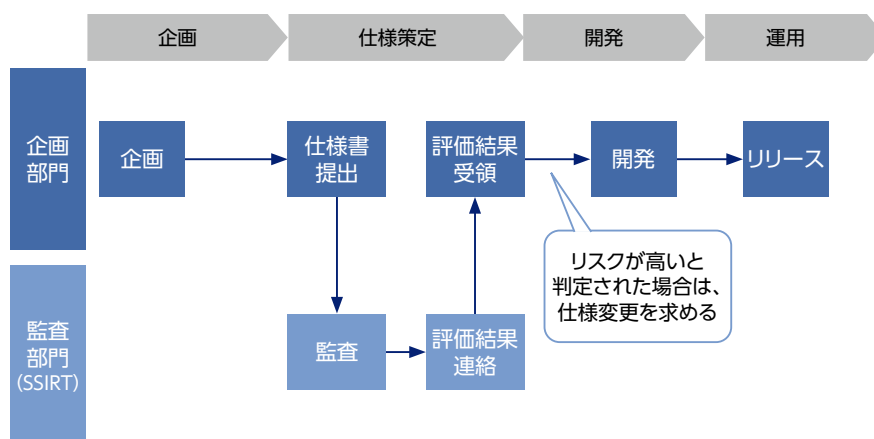 企画
仕様策定
開発
運用
企画
部門
企画
仕様書
提出
評価結果
受領
開発
リリース
リスクが高いと
判定された場合は、
仕様変更を求める
監査
部門
(SSIRT)
監査
評価結果
連絡